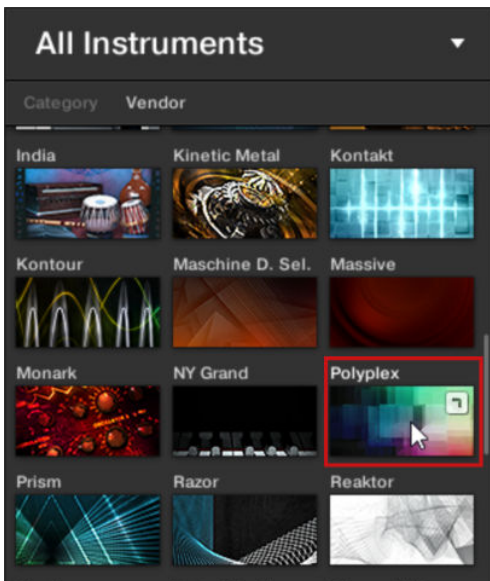 All Instruments
Category Vendor
India Kinetic Metal Kontakt
Kontour Maschine D. Sel. Massive
Monark NY Grand Polyplex
Prism Razor Reaktor